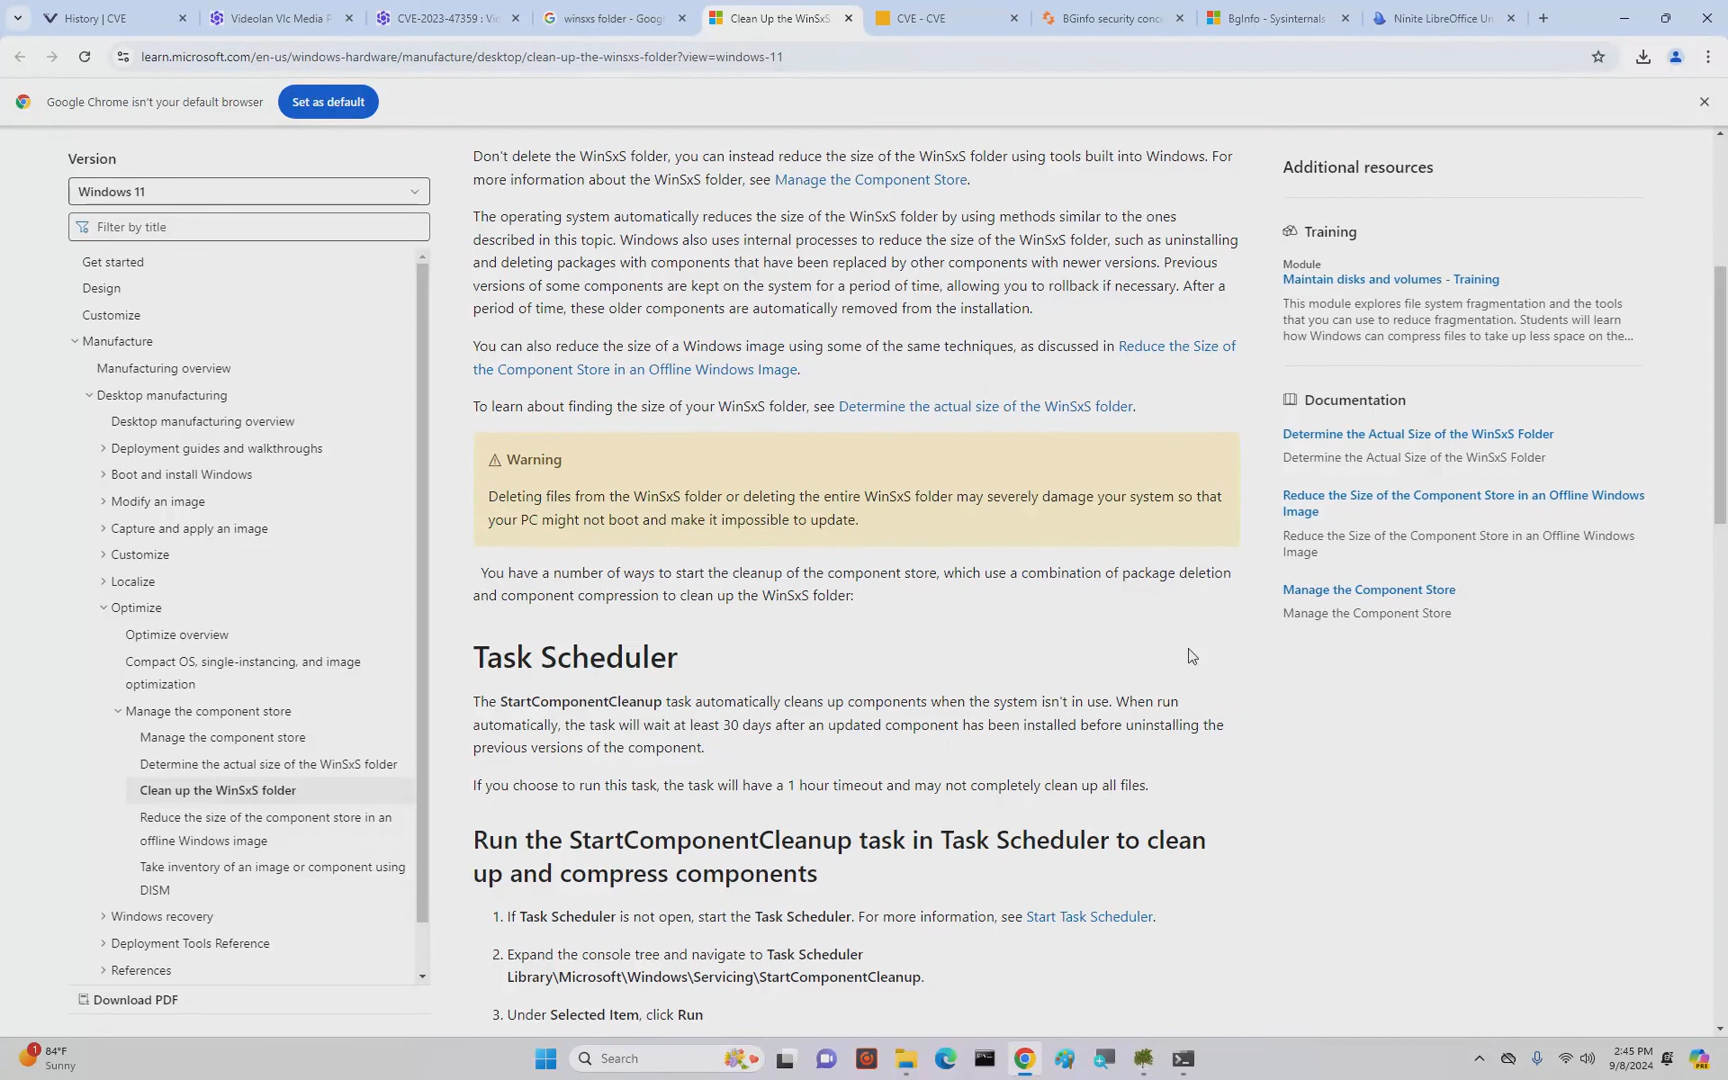 History | CVE
Videolan Vlc Media P
CVE-2023-47359 : Vi
winsxs folder - Goog
Clean Up the WinSxS
CVE - CVE
BGinfo security conc
BgInfo - Sysinternals
Ninite LibreOffice Un
learn.microsoft.com/en-us/windows-hardware/manufacture/desktop/clean-up-the-winsxs-folder?view=windows-11
Google Chrome isn't your default browser
Set as default
Version
Windows 11
Filter by title
Get started
Design
Customize
Manufacture
Manufacturing overview
Desktop manufacturing
Desktop manufacturing overview
Deployment guides and walkthroughs
Boot and install Windows
Modify an image
Capture and apply an image
Customize
Localize
Optimize
Optimize overview
Compact OS, single-instancing, and image
optimization
Manage the component store
Manage the component store
Determine the actual size of the WinSxS folder
Clean up the WinSxS folder
Reduce the size of the component store in an
offline Windows image
Take inventory of an image or component using
DISM
Windows recovery
Deployment Tools Reference
References
Download PDF
Don't delete the WinSxS folder, you can instead reduce the size of the WinSxS folder using tools built into Windows. For
more information about the WinSxS folder, see Manage the Component Store.
The operating system automatically reduces the size of the WinSxS folder by using methods similar to the ones
described in this topic. Windows also uses internal processes to reduce the size of the WinSxS folder, such as uninstalling
and deleting packages with components that have been replaced by other components with newer versions. Previous
versions of some components are kept on the system for a period of time, allowing you to rollback if necessary. After a
period of time, these older components are automatically removed from the installation.
You can also reduce the size of a Windows image using some of the same techniques, as discussed in Reduce the Size of
the Component Store in an Offline Windows Image.
To learn about finding the size of your WinSxS folder, see Determine the actual size of the WinSxS folder.
Warning
Deleting files from the WinSxS folder or deleting the entire WinSxS folder may severely damage your system so that
your PC might not boot and make it impossible to update.
You have a number of ways to start the cleanup of the component store, which use a combination of package deletion
and component compression to clean up the WinSxS folder:
Task Scheduler
The StartComponentCleanup task automatically cleans up components when the system isn't in use. When run
automatically, the task will wait at least 30 days after an updated component has been installed before uninstalling the
previous versions of the component.
If you choose to run this task, the task will have a 1 hour timeout and may not completely clean up all files.
Run the StartComponentCleanup task in Task Scheduler to clean
up and compress components
1. If Task Scheduler is not open, start the Task Scheduler. For more information, see Start Task Scheduler.
2. Expand the console tree and navigate to Task Scheduler
Library\Microsoft\Windows\Servicing\StartComponentCleanup.
3. Under Selected Item, click Run
Additional resources
Training
Module
Maintain disks and volumes - Training
This module explores file system fragmentation and the tools
that you can use to reduce fragmentation. Students will learn
how Windows can compress files to take up less space on the...
Documentation
Determine the Actual Size of the WinSxS Folder
Determine the Actual Size of the WinSxS Folder
Reduce the Size of the Component Store in an Offline Windows
Image
Reduce the Size of the Component Store in an Offline Windows
Image
Manage the Component Store
Manage the Component Store
1
84°F
Sunny
Search
2:45 PM
9/8/2024
PRE